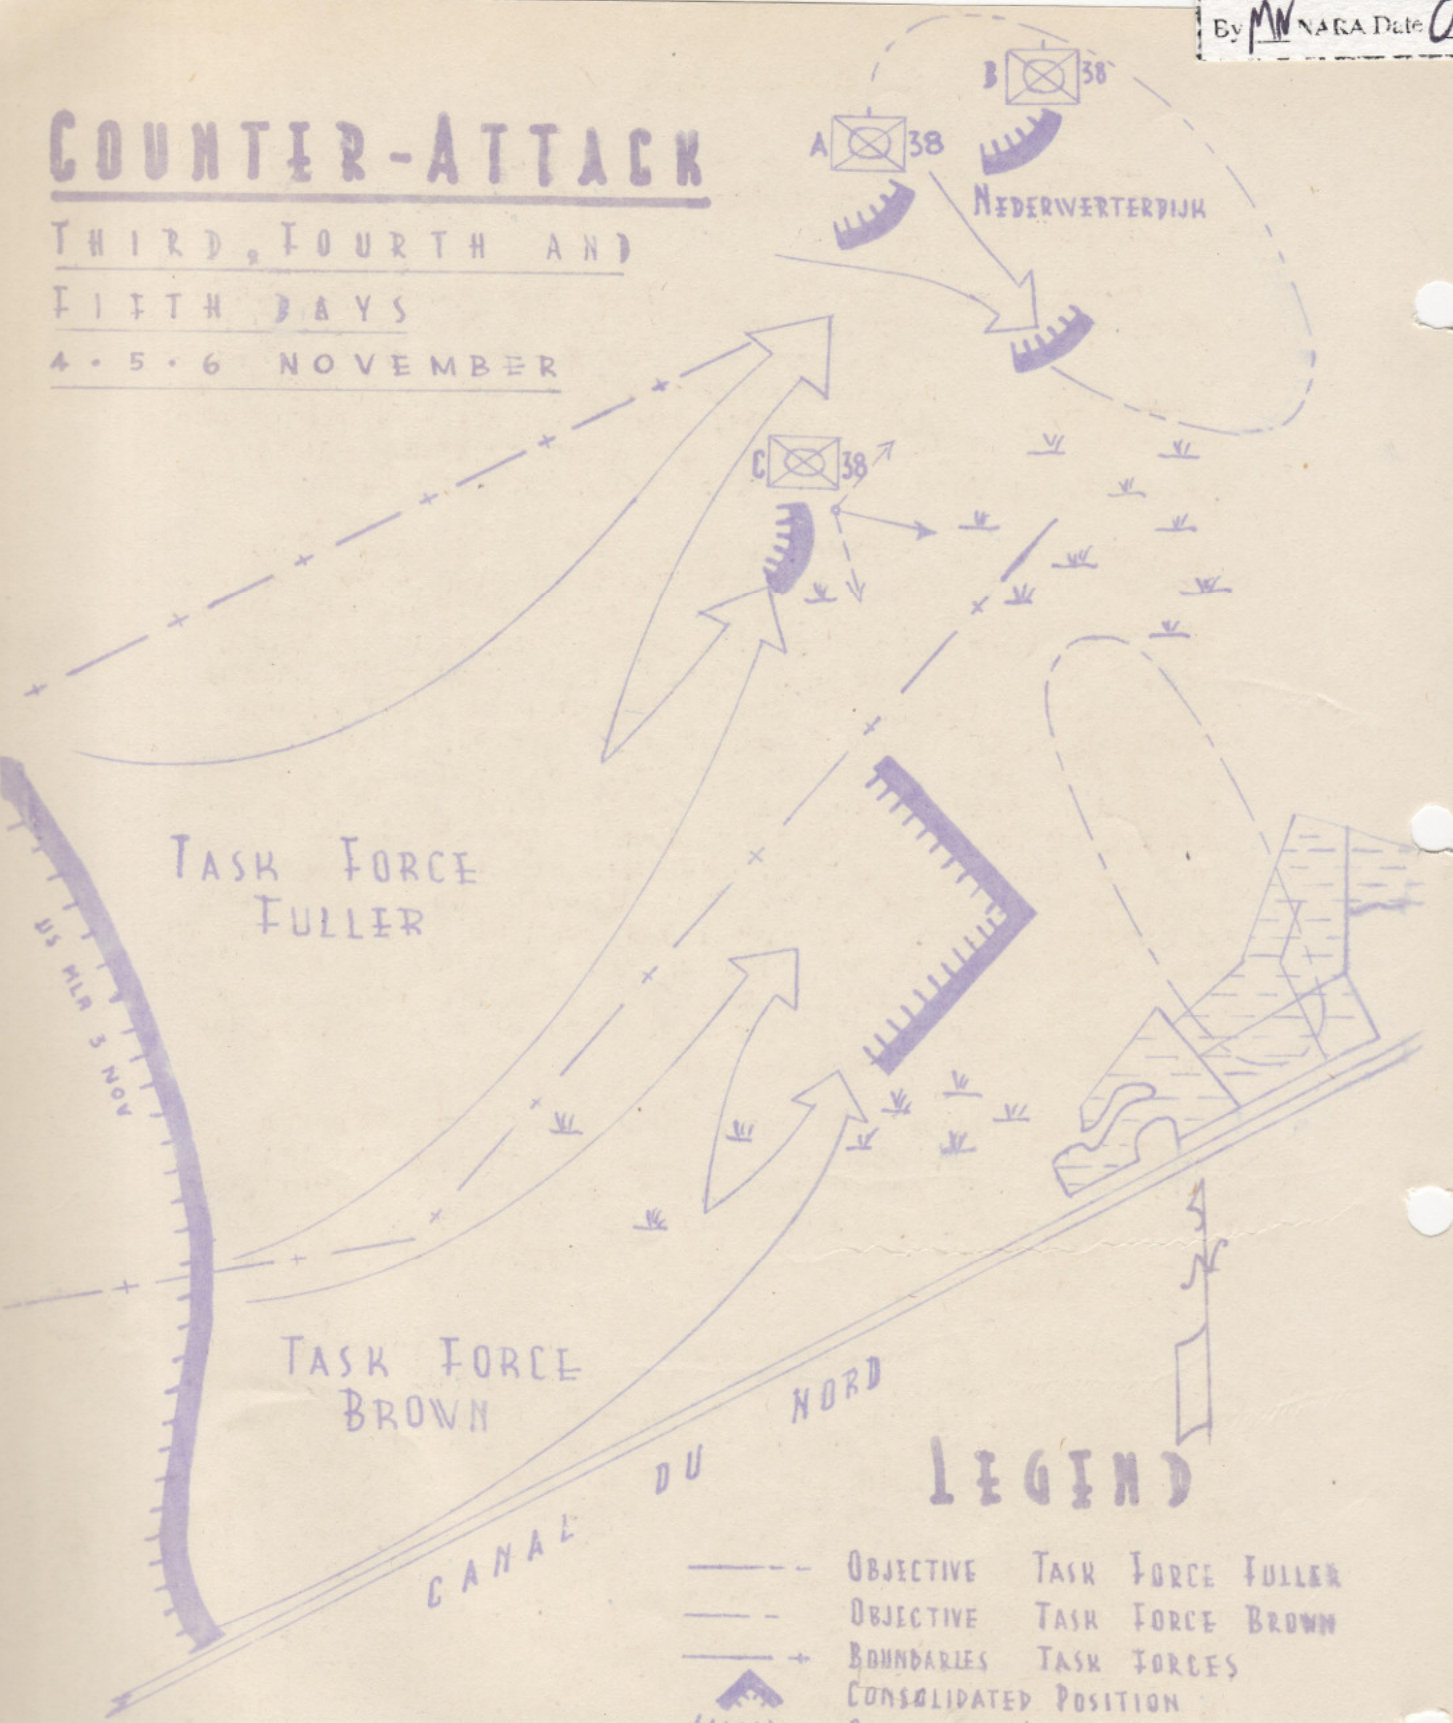 By MN NARA Date
COUNTER-ATTACK
THIRD, FOURTH AND
FIFTH DAYS
4·5·6 NOVEMBER
B 38
A 38
NEDERWERTERDIJK
C 38
TASK FORCE
FULLER
US MLR 3 NOV
TASK FORCE
BROWN
CANAL DU NORD
LEGEND
OBJECTIVE TASK FORCE FULLER
OBJECTIVE TASK FORCE BROWN
BOUNDARIES TASK FORCES
CONSOLIDATED POSITION